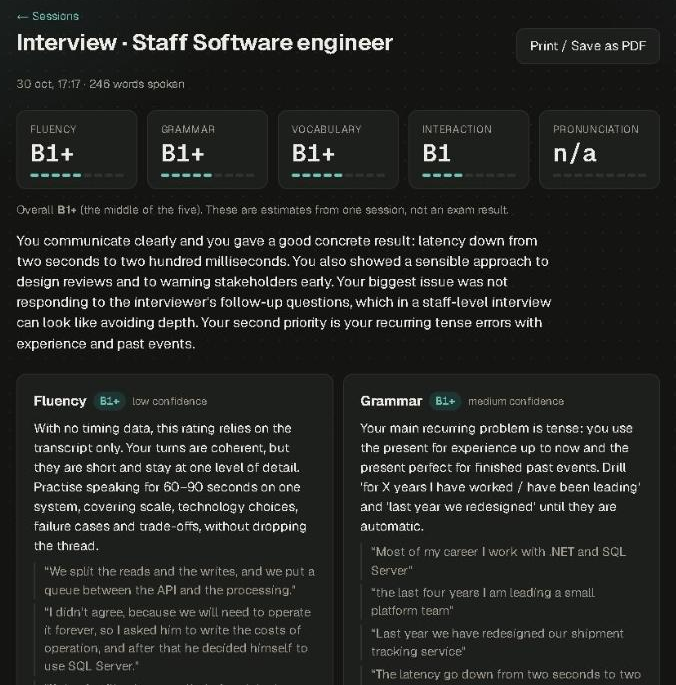 ← Sessions
Interview · Staff Software engineer
Print / Save as PDF
30 oct, 17:17 · 246 words spoken
FLUENCY
B1+
GRAMMAR
B1+
VOCABULARY
B1+
INTERACTION
B1
PRONUNCIATION
n/a
Overall B1+ (the middle of the five). These are estimates from one session, not an exam result.
You communicate clearly and you gave a good concrete result: latency down from
two seconds to two hundred milliseconds. You also showed a sensible approach to
design reviews and to warning stakeholders early. Your biggest issue was not
responding to the interviewer's follow-up questions, which in a staff-level interview
can look like avoiding depth. Your second priority is your recurring tense errors with
experience and past events.
Fluency B1+ low confidence
With no timing data, this rating relies on the
transcript only. Your turns are coherent, but
they are short and stay at one level of detail.
Practise speaking for 60–90 seconds on one
system, covering scale, technology choices,
failure cases and trade-offs, without dropping
the thread.
"We split the reads and the writes, and we put a
queue between the API and the processing."
"I didn't agree, because we will need to operate
it forever, so I asked him to write the costs of
operation, and after that he decided himself to
use SQL Server."
Grammar B1+ medium confidence
Your main recurring problem is tense: you use
the present for experience up to now and the
present perfect for finished past events. Drill
'for X years I have worked / have been leading'
and 'last year we redesigned' until they are
automatic.
"Most of my career I work with .NET and SQL
Server"
"the last four years I am leading a small
platform team"
"Last year we have redesigned our shipment
tracking service"
"The latency go down from two seconds to two